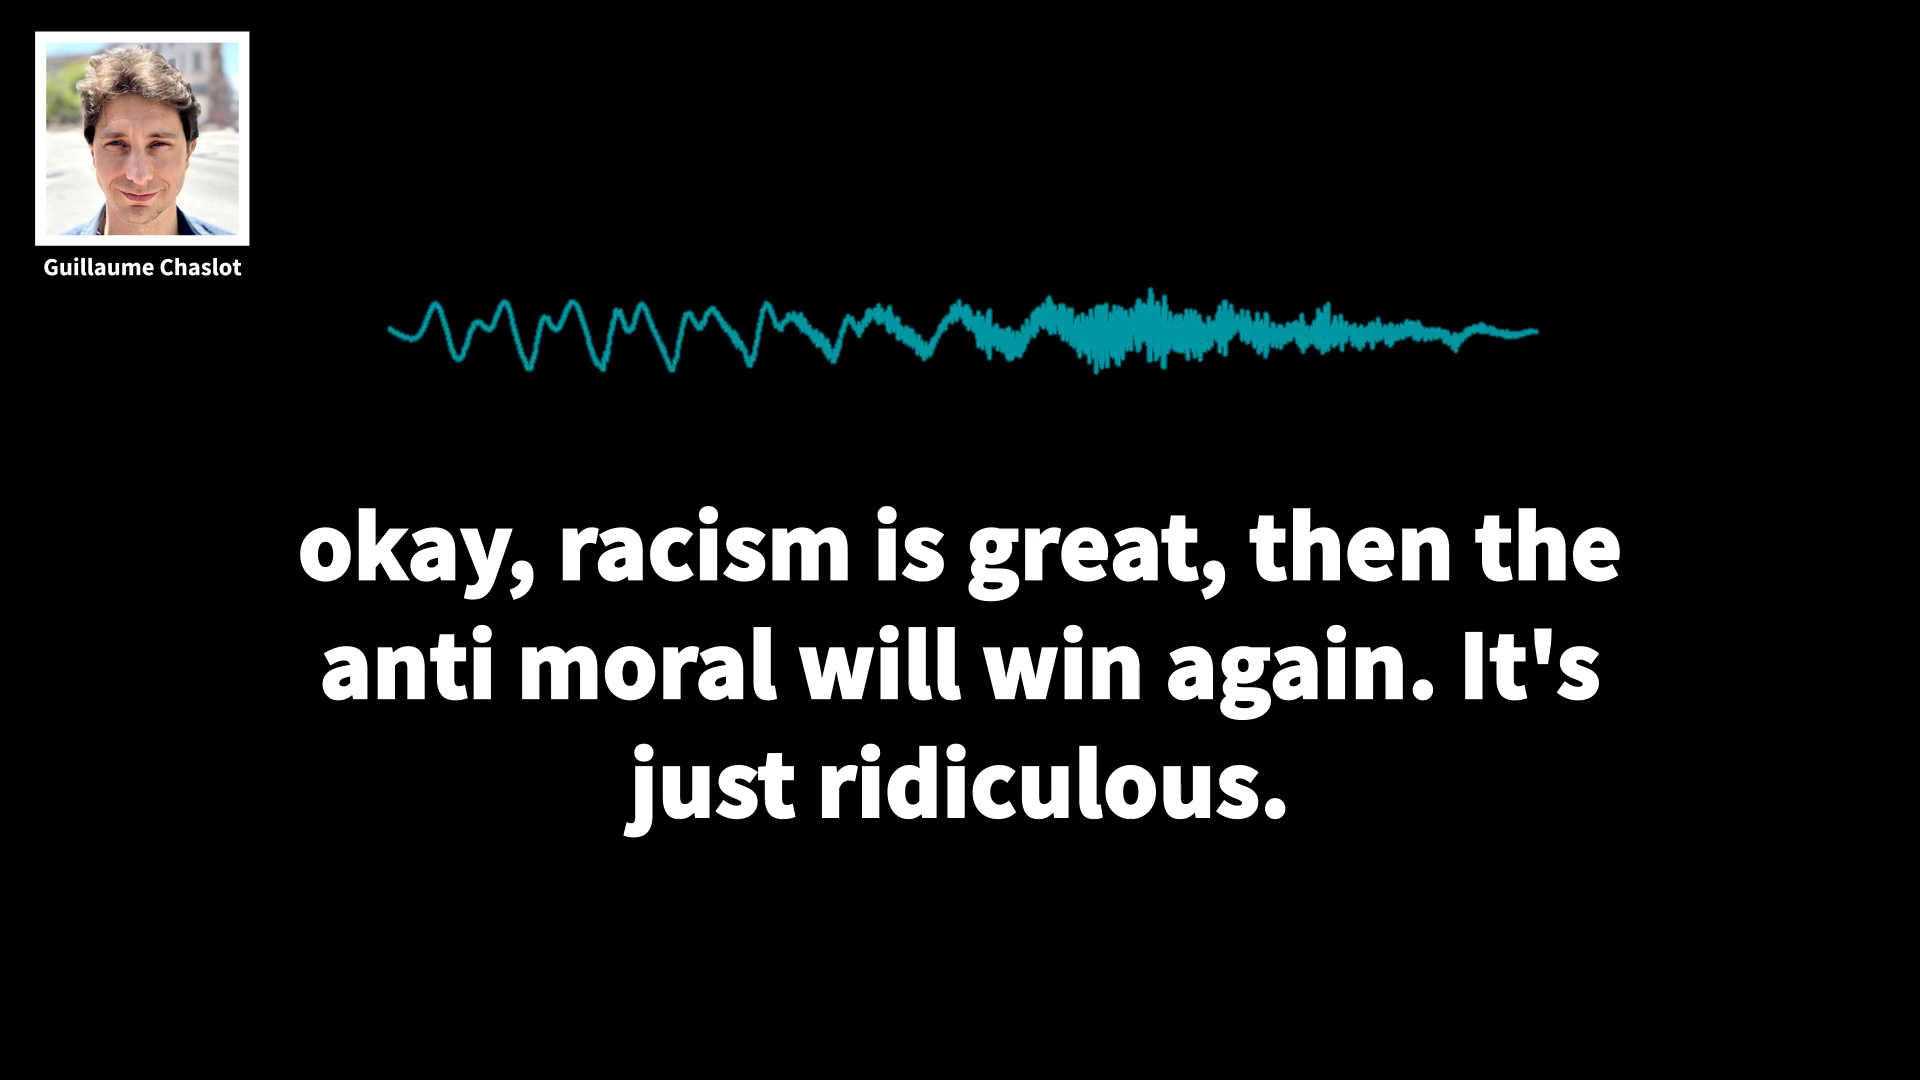 Guillaume Chaslot
okay, racism is great, then the
anti moral will win again. It's
just ridiculous.